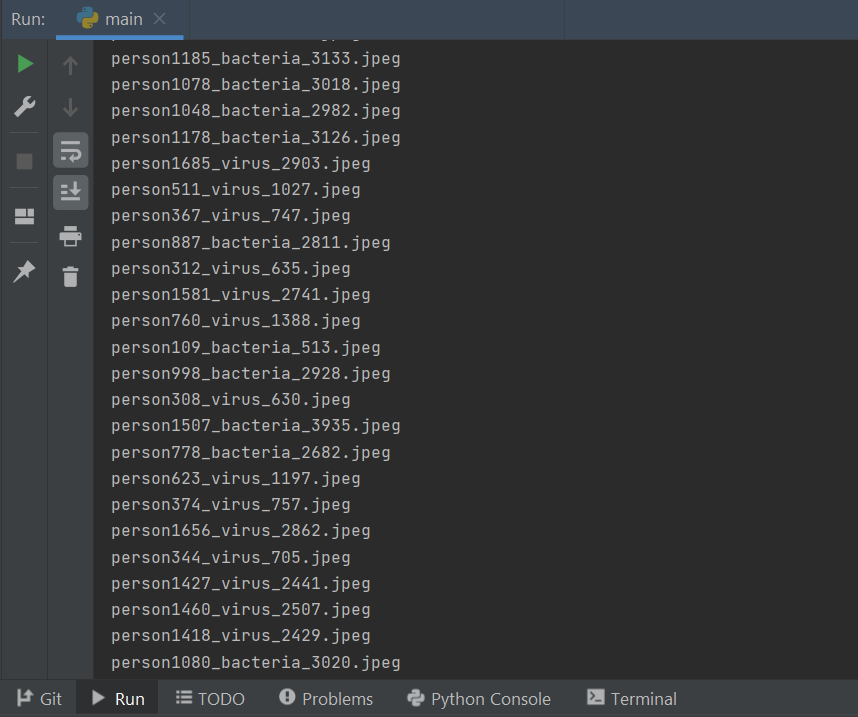 Run: main
person1185_bacteria_3133.jpeg
person1078_bacteria_3018.jpeg
person1048_bacteria_2982.jpeg
person1178_bacteria_3126.jpeg
person1685_virus_2903.jpeg
person511_virus_1027.jpeg
person367_virus_747.jpeg
person887_bacteria_2811.jpeg
person312_virus_635.jpeg
person1581_virus_2741.jpeg
person760_virus_1388.jpeg
person109_bacteria_513.jpeg
person998_bacteria_2928.jpeg
person308_virus_630.jpeg
person1507_bacteria_3935.jpeg
person778_bacteria_2682.jpeg
person623_virus_1197.jpeg
person374_virus_757.jpeg
person1656_virus_2862.jpeg
person344_virus_705.jpeg
person1427_virus_2441.jpeg
person1460_virus_2507.jpeg
person1418_virus_2429.jpeg
person1080_bacteria_3020.jpeg
Git Run TODO Problems Python Console Terminal